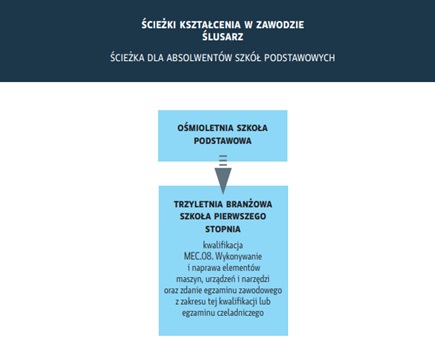 ŚCIEŻKI KSZTAŁCENIA W ZAWODZIE
ŚLUSARZ
ŚCIEŻKA DLA ABSOLWENTÓW SZKÓŁ PODSTAWOWYCH
OŚMIOLETNIA SZKOŁA
PODSTAWOWA
TRZYLETNIA BRANŻOWA
SZKOŁA PIERWSZEGO
STOPNIA
kwalifikacja
MEC.08. Wykonywanie
i naprawa elementów
maszyn, urządzeń i narzędzi
oraz zdanie egzaminu zawodowego
z zakresu tej kwalifikacji lub
egzaminu czeladniczego